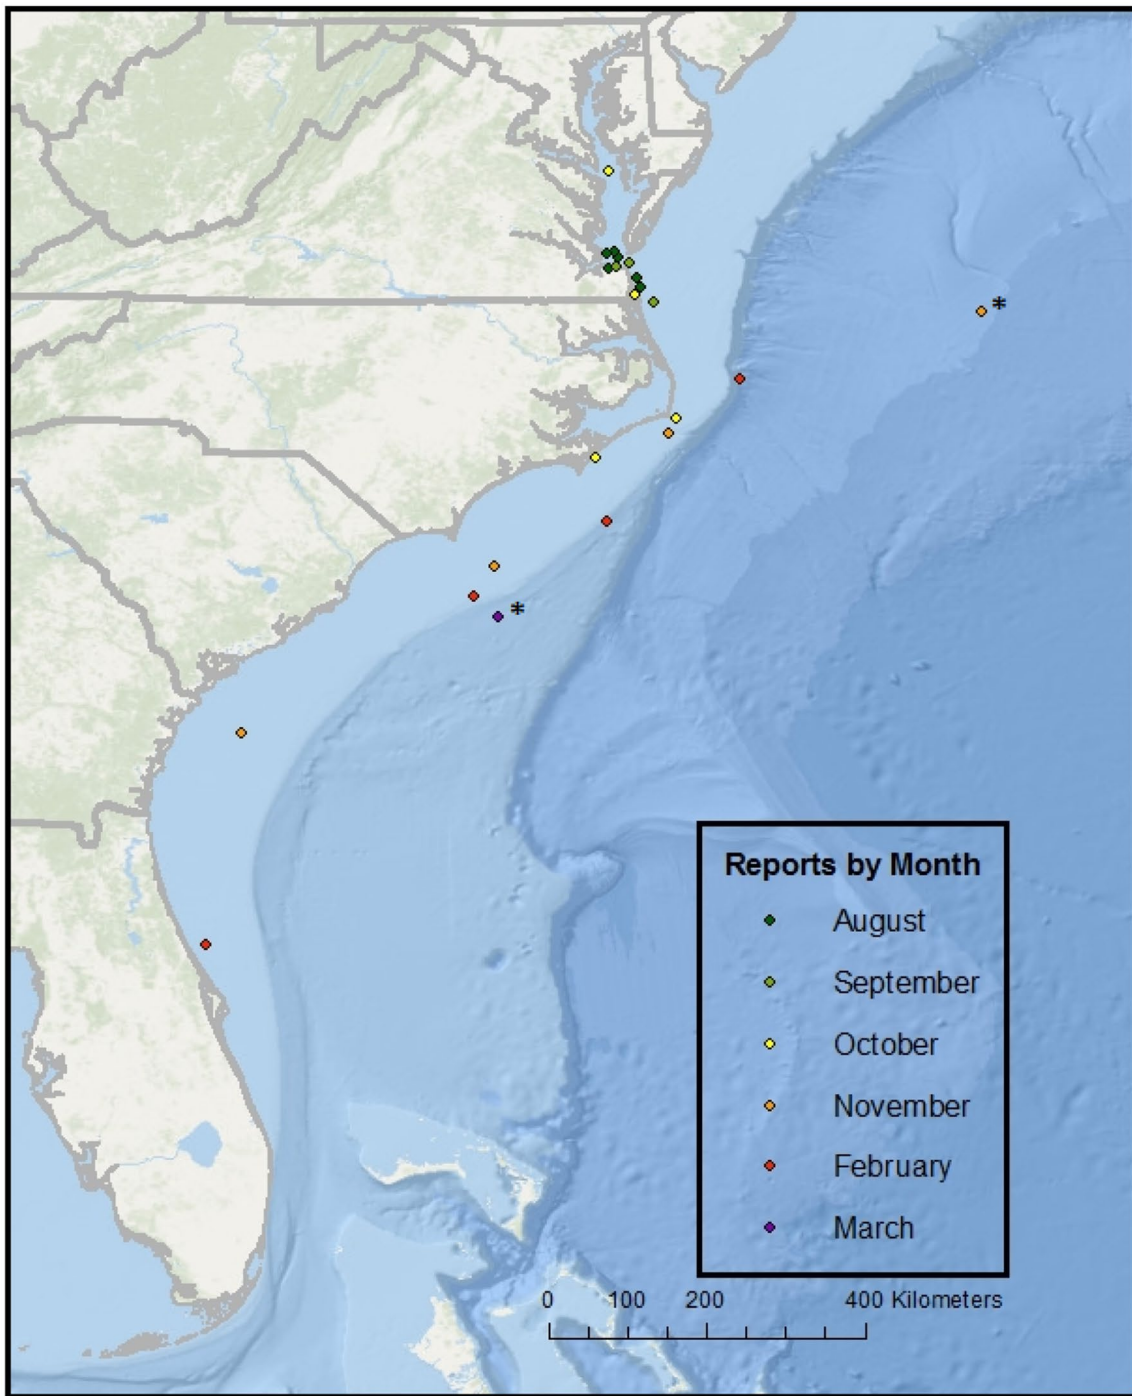 *
*
Reports by Month
August
September
October
November
February
March
0 100 200 400 Kilometers